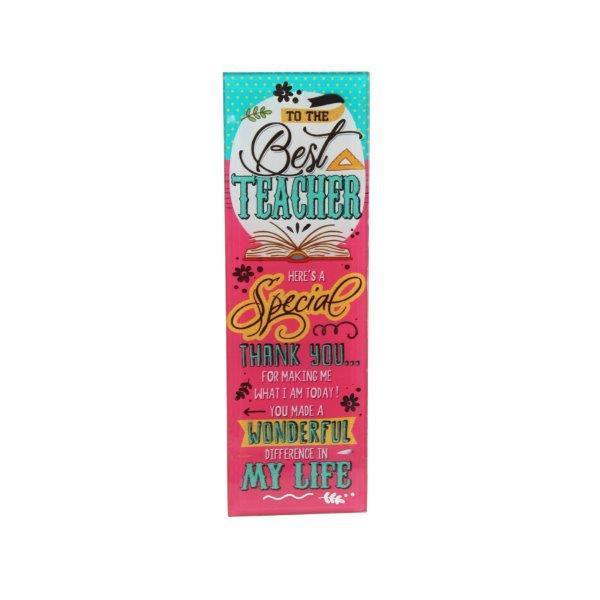 TO THE
Best
TEACHER
HERE'S A
Special
THANK YOU...
FOR MAKING ME
WHAT I AM TODAY!
YOU MADE A
WONDERFUL
DIFFERENCE IN
MY LIFE